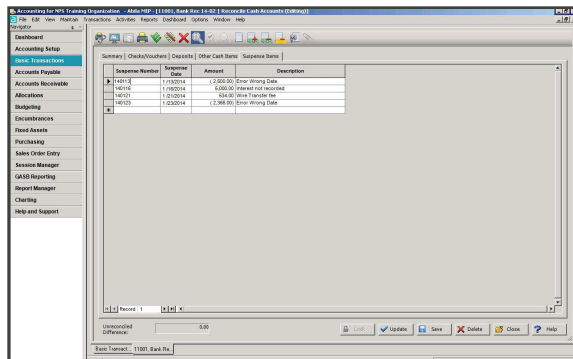 Accounting for NPS Training Organization - Abila MIP - [11001, Bank Rec 14-02 [ Reconcile Cash Accounts (Editing)]
File Edit View Maintain Transactions Activities Reports Dashboard Options Window Help
Navigator
Dashboard
Accounting Setup
Basic Transactions
Accounts Payable
Accounts Receivable
Allocations
Budgeting
Encumbrances
Fixed Assets
Purchasing
Sales Order Entry
Session Manager
GASB Reporting
Report Manager
Charting
Help and Support
Summary Checks/Vouchers Deposits Other Cash Items Suspense Items
Suspense Number Suspense Date Amount Description
140113 1 /13/2014 ( 2,500.00) Error Wrong Date
140116 1 /16/2014 5,000.00 Interest not recorded
140121 1 /21/2014 534.00 Wire Transfer fee
140123 1 /23/2014 ( 2,366.00) Error Wrong Date
Record 1
Unreconciled Difference: 0.00
Update Save Delete Close Help
Basic Transact... 11001, Bank Re...